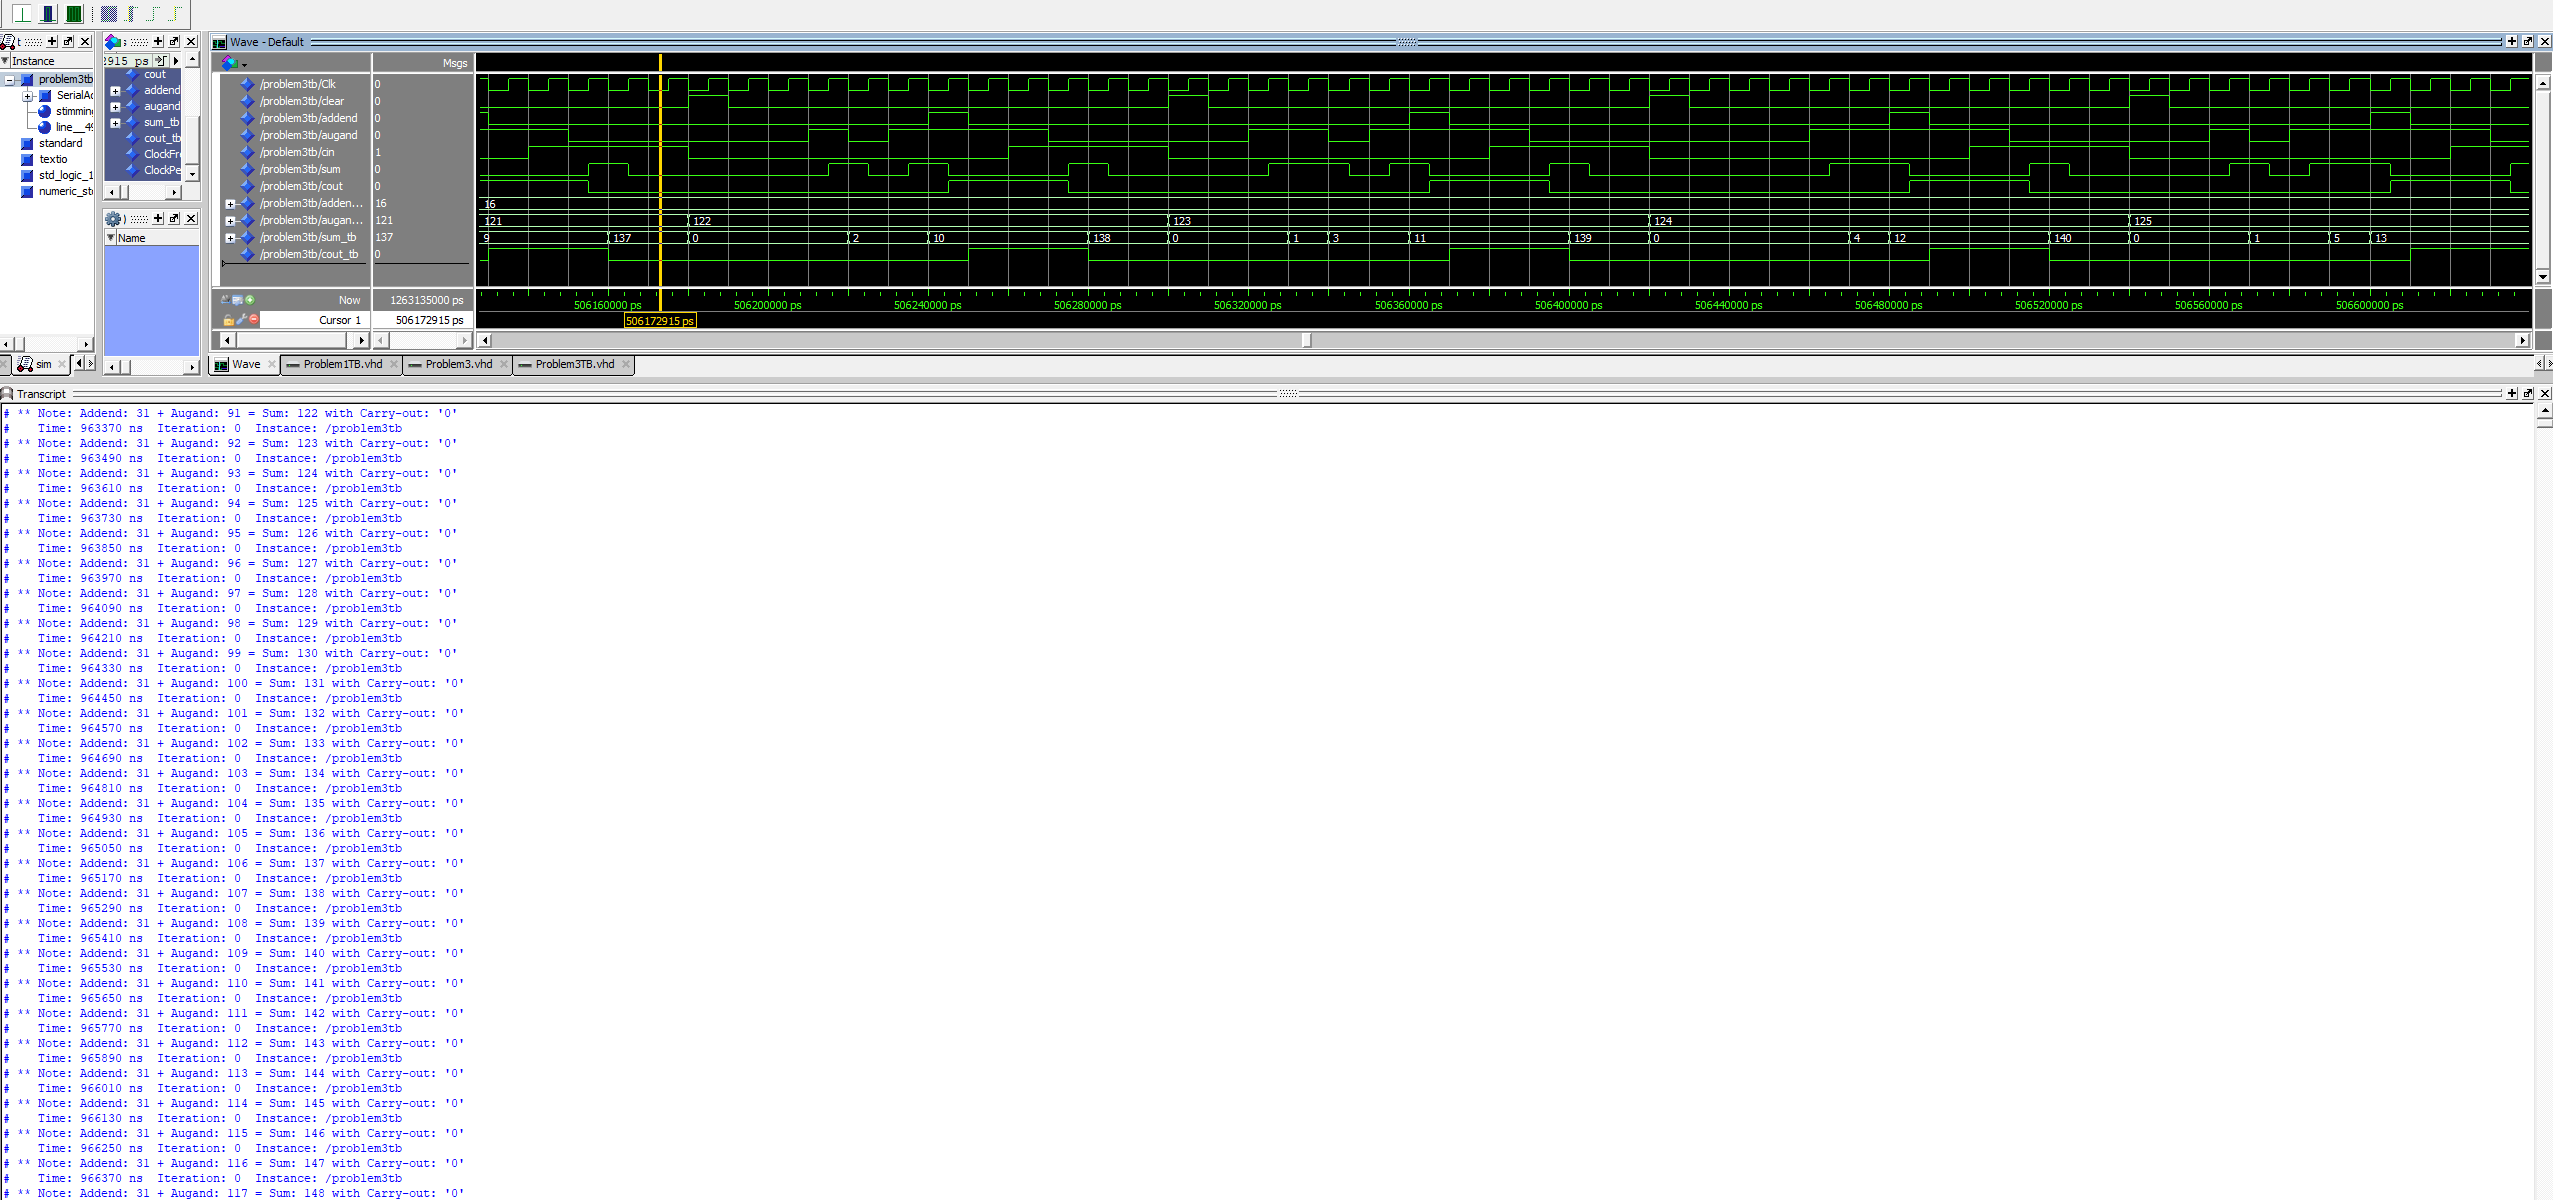 t
s
Wave - Default
Instance
problem3tb
SerialAc
stimming
line__49
standard
textio
std_logic_1
numeric_st
2915 ps
cout
addend
augand
sum_tb
cout_tb
ClockFr
ClockPe
Name
sim
Msgs
/problem3tb/Clk 0
/problem3tb/clear 0
/problem3tb/addend 0
/problem3tb/augand 0
/problem3tb/cin 1
/problem3tb/sum 0
/problem3tb/cout 0
/problem3tb/adden... 16 16
/problem3tb/augan... 121 121 122 123 124 125
/problem3tb/sum_tb 137 9 137 0 2 10 138 0 1 3 11 139 0 4 12 140 0 1 5 13
/problem3tb/cout_tb 0
Now 1263135000 ps 506160000 ps 506200000 ps 506240000 ps 506280000 ps 506320000 ps 506360000 ps 506400000 ps 506440000 ps 506480000 ps 506520000 ps 506560000 ps 506600000 ps
Cursor 1 506172915 ps 506172915 ps
Wave Problem1TB.vhd Problem3.vhd Problem3TB.vhd
Transcript
# ** Note: Addend: 31 + Augand: 91 = Sum: 122 with Carry-out: '0'
# Time: 963370 ns Iteration: 0 Instance: /problem3tb
# ** Note: Addend: 31 + Augand: 92 = Sum: 123 with Carry-out: '0'
# Time: 963490 ns Iteration: 0 Instance: /problem3tb
# ** Note: Addend: 31 + Augand: 93 = Sum: 124 with Carry-out: '0'
# Time: 963610 ns Iteration: 0 Instance: /problem3tb
# ** Note: Addend: 31 + Augand: 94 = Sum: 125 with Carry-out: '0'
# Time: 963730 ns Iteration: 0 Instance: /problem3tb
# ** Note: Addend: 31 + Augand: 95 = Sum: 126 with Carry-out: '0'
# Time: 963850 ns Iteration: 0 Instance: /problem3tb
# ** Note: Addend: 31 + Augand: 96 = Sum: 127 with Carry-out: '0'
# Time: 963970 ns Iteration: 0 Instance: /problem3tb
# ** Note: Addend: 31 + Augand: 97 = Sum: 128 with Carry-out: '0'
# Time: 964090 ns Iteration: 0 Instance: /problem3tb
# ** Note: Addend: 31 + Augand: 98 = Sum: 129 with Carry-out: '0'
# Time: 964210 ns Iteration: 0 Instance: /problem3tb
# ** Note: Addend: 31 + Augand: 99 = Sum: 130 with Carry-out: '0'
# Time: 964330 ns Iteration: 0 Instance: /problem3tb
# ** Note: Addend: 31 + Augand: 100 = Sum: 131 with Carry-out: '0'
# Time: 964450 ns Iteration: 0 Instance: /problem3tb
# ** Note: Addend: 31 + Augand: 101 = Sum: 132 with Carry-out: '0'
# Time: 964570 ns Iteration: 0 Instance: /problem3tb
# ** Note: Addend: 31 + Augand: 102 = Sum: 133 with Carry-out: '0'
# Time: 964690 ns Iteration: 0 Instance: /problem3tb
# ** Note: Addend: 31 + Augand: 103 = Sum: 134 with Carry-out: '0'
# Time: 964810 ns Iteration: 0 Instance: /problem3tb
# ** Note: Addend: 31 + Augand: 104 = Sum: 135 with Carry-out: '0'
# Time: 964930 ns Iteration: 0 Instance: /problem3tb
# ** Note: Addend: 31 + Augand: 105 = Sum: 136 with Carry-out: '0'
# Time: 965050 ns Iteration: 0 Instance: /problem3tb
# ** Note: Addend: 31 + Augand: 106 = Sum: 137 with Carry-out: '0'
# Time: 965170 ns Iteration: 0 Instance: /problem3tb
# ** Note: Addend: 31 + Augand: 107 = Sum: 138 with Carry-out: '0'
# Time: 965290 ns Iteration: 0 Instance: /problem3tb
# ** Note: Addend: 31 + Augand: 108 = Sum: 139 with Carry-out: '0'
# Time: 965410 ns Iteration: 0 Instance: /problem3tb
# ** Note: Addend: 31 + Augand: 109 = Sum: 140 with Carry-out: '0'
# Time: 965530 ns Iteration: 0 Instance: /problem3tb
# ** Note: Addend: 31 + Augand: 110 = Sum: 141 with Carry-out: '0'
# Time: 965650 ns Iteration: 0 Instance: /problem3tb
# ** Note: Addend: 31 + Augand: 111 = Sum: 142 with Carry-out: '0'
# Time: 965770 ns Iteration: 0 Instance: /problem3tb
# ** Note: Addend: 31 + Augand: 112 = Sum: 143 with Carry-out: '0'
# Time: 965890 ns Iteration: 0 Instance: /problem3tb
# ** Note: Addend: 31 + Augand: 113 = Sum: 144 with Carry-out: '0'
# Time: 966010 ns Iteration: 0 Instance: /problem3tb
# ** Note: Addend: 31 + Augand: 114 = Sum: 145 with Carry-out: '0'
# Time: 966130 ns Iteration: 0 Instance: /problem3tb
# ** Note: Addend: 31 + Augand: 115 = Sum: 146 with Carry-out: '0'
# Time: 966250 ns Iteration: 0 Instance: /problem3tb
# ** Note: Addend: 31 + Augand: 116 = Sum: 147 with Carry-out: '0'
# Time: 966370 ns Iteration: 0 Instance: /problem3tb
# ** Note: Addend: 31 + Augand: 117 = Sum: 148 with Carry-out: '0'